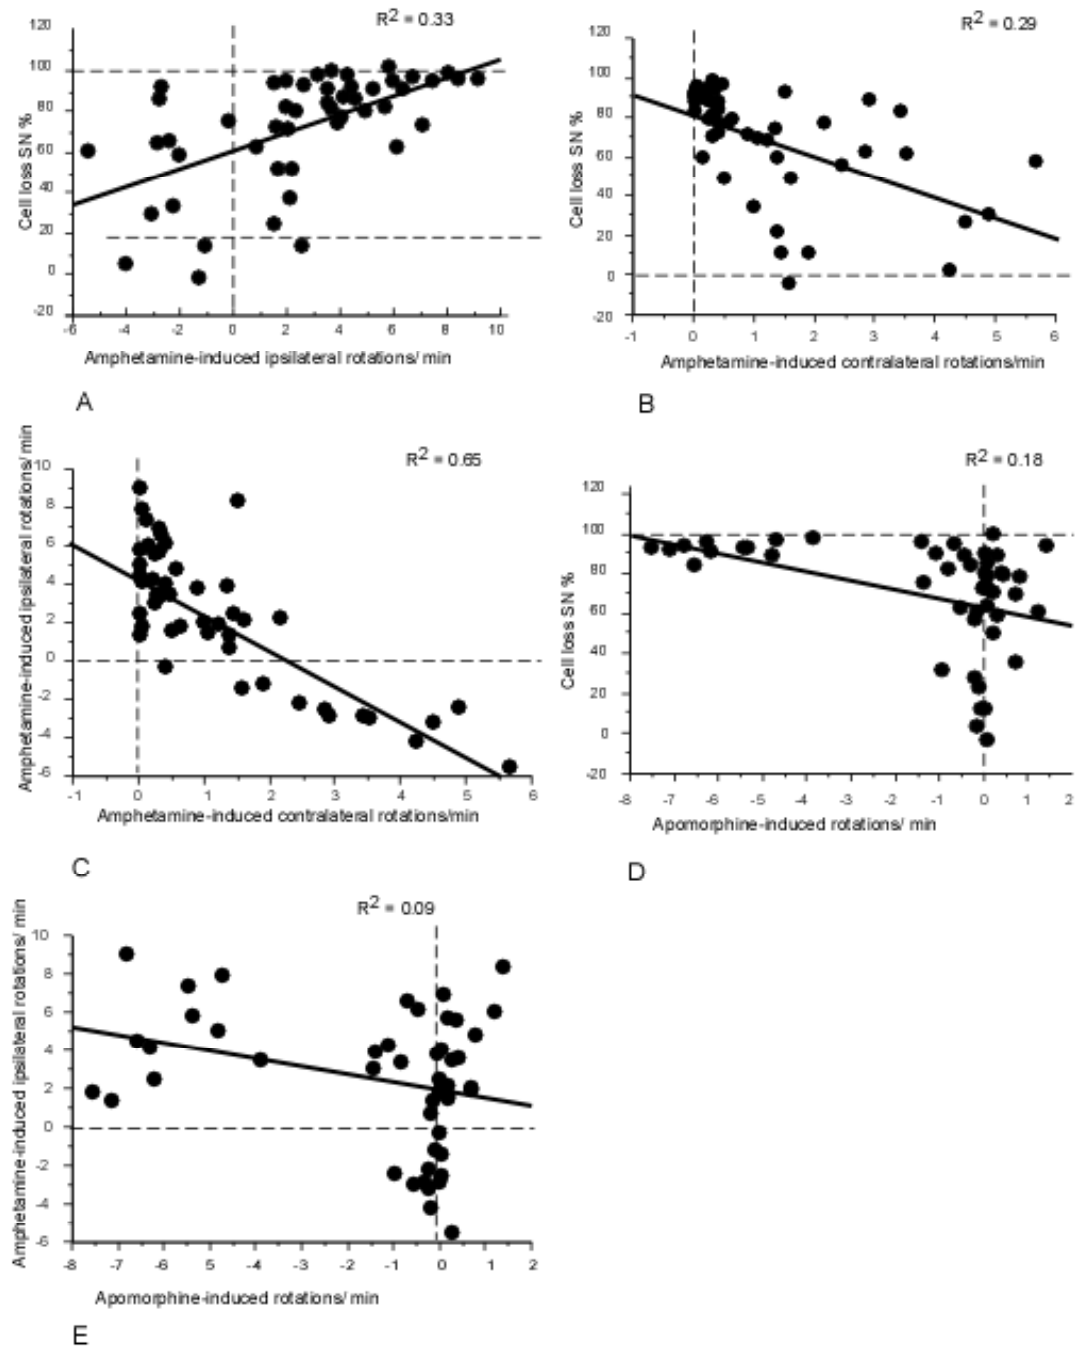 R2 = 0.33
Cell loss SN %
120
100
80
60
40
20
0
-20
-6 -4 -2 0 2 4 6 8 10
Amphetamine-induced ipsilateral rotations/ min
A
R2 = 0.29
Cell loss SN %
120
100
80
60
40
20
0
-20
-1 0 1 2 3 4 5 6
Amphetamine-induced contralateral rotations/min
B
R2 = 0.65
Amphetamine-induced ipsilateral rotations/ min
10
8
6
4
2
0
-2
-4
-6
-1 0 1 2 3 4 5 6
Amphetamine-induced contralateral rotations/min
C
R2 = 0.18
Cell loss SN %
120
100
80
60
40
20
0
-20
-8 -7 -6 -5 -4 -3 -2 -1 0 1 2
Apomorphine-induced rotations/ min
D
R2 = 0.09
Amphetamine-induced ipsilateral rotations/ min
10
8
6
4
2
0
-2
-4
-6
-8 -7 -6 -5 -4 -3 -2 -1 0 1 2
Apomorphine-induced rotations/ min
E